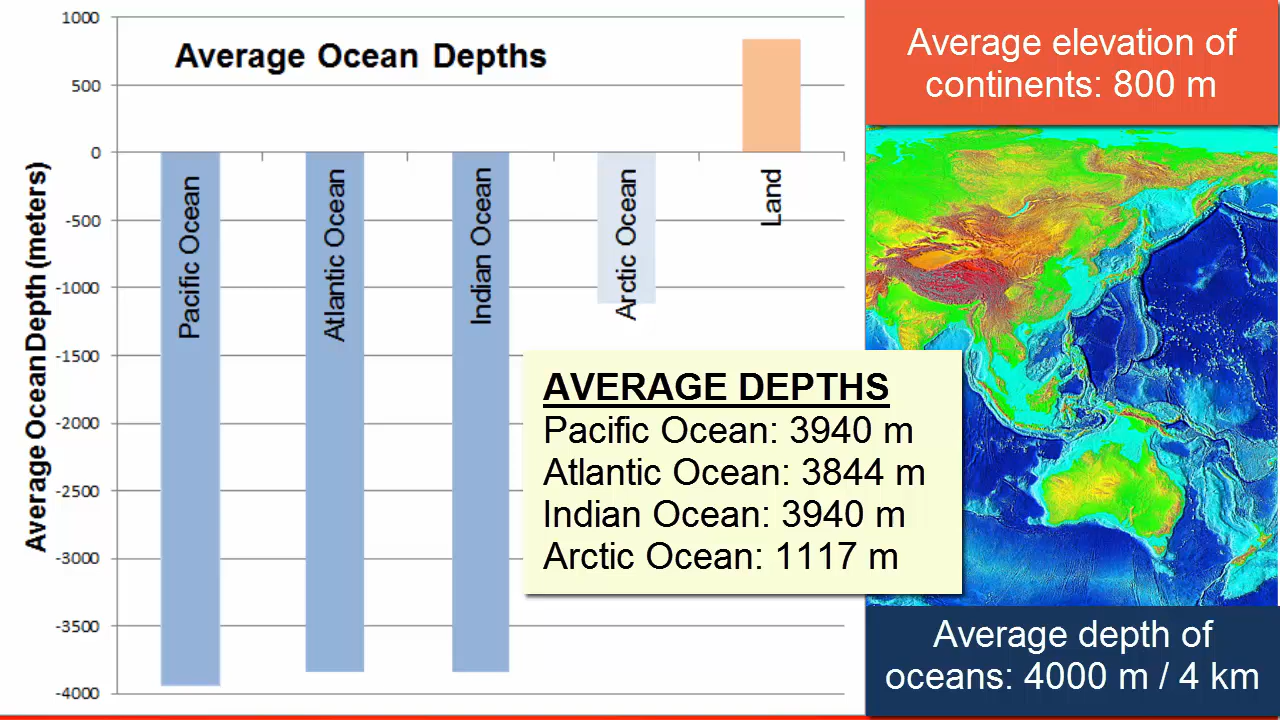 Average Ocean Depths
Average Ocean Depth (meters)
1000
500
0
-500
-1000
-1500
-2000
-2500
-3000
-3500
-4000
Pacific Ocean
Atlantic Ocean
Indian Ocean
Arctic Ocean
Land
AVERAGE DEPTHS
Pacific Ocean: 3940 m
Atlantic Ocean: 3844 m
Indian Ocean: 3940 m
Arctic Ocean: 1117 m
Average elevation of
continents: 800 m
Average depth of
oceans: 4000 m / 4 km